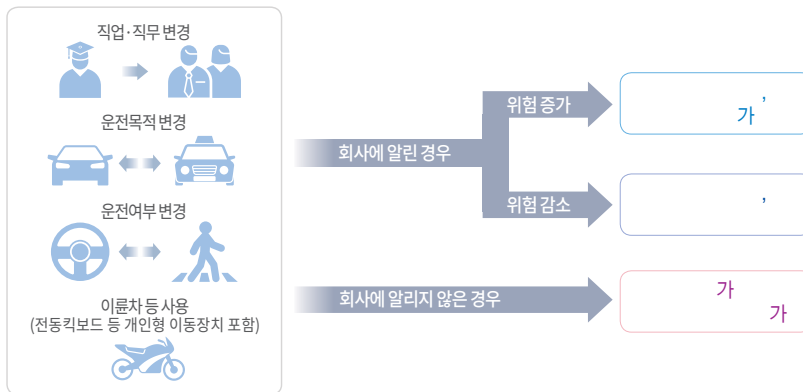 직업·직무 변경
운전목적 변경
운전여부 변경
이륜차 등 사용
(전동킥보드 등 개인형 이동장치 포함)
회사에 알린 경우
위험 증가
,
가
위험 감소
,
회사에 알리지 않은 경우
가
가